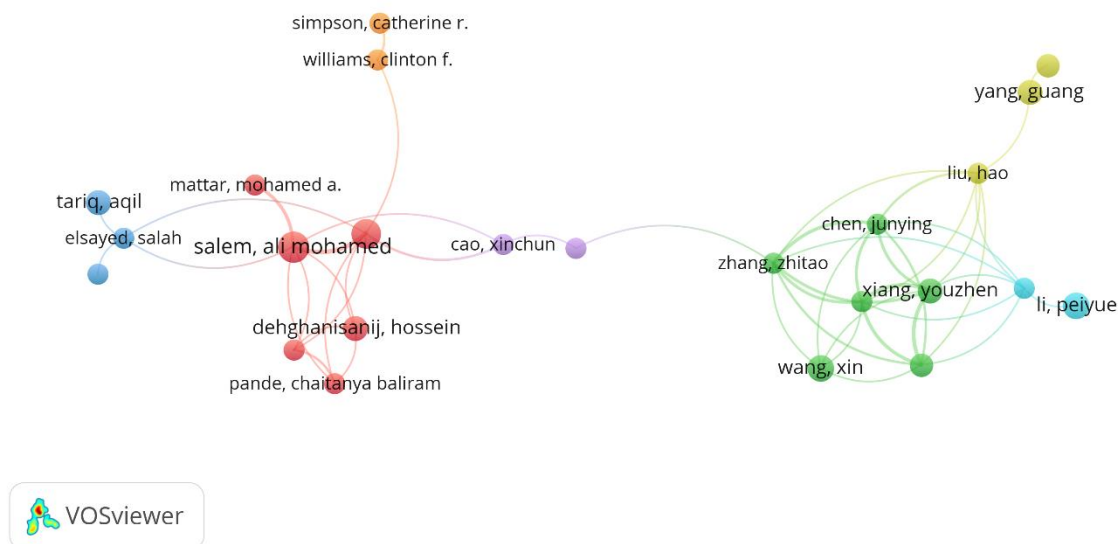 simpson, catherine r.
williams, clinton f.
yang, guang
liu, hao
mattar, mohamed a.
tariq, aqil
chen, junying
elsayed, salah
salem, ali mohamed
cao, xinchun
zhang, zhitao
xiang, youzhen
li, peiyue
dehghanisanij, hossein
wang, xin
pande, chaitanya baliram
VOSviewer